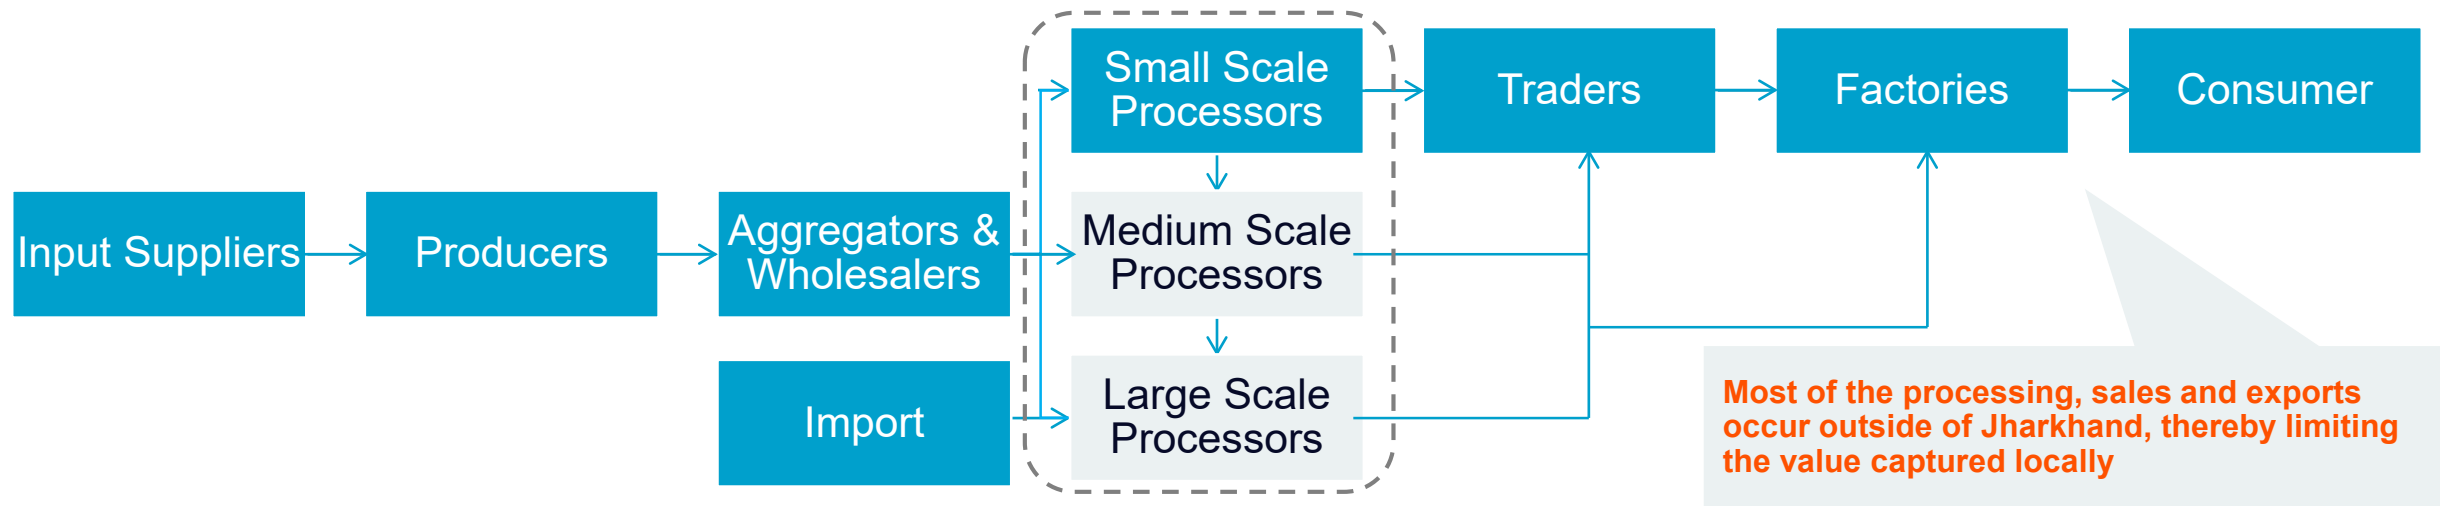 Small Scale
Processors
Traders
Factories
Consumer
Input Suppliers
Producers
Aggregators &
Wholesalers
Medium Scale
Processors
Import
Large Scale
Processors
Most of the processing, sales and exports
occur outside of Jharkhand, thereby limiting
the value captured locally